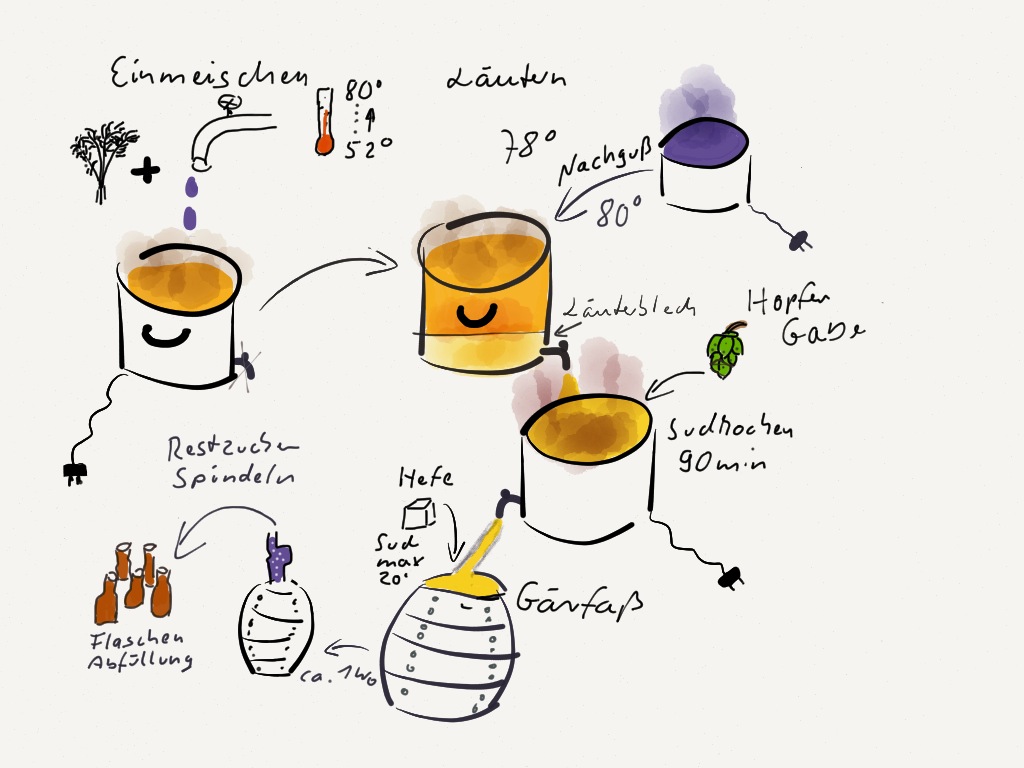 Einmeischen
80°
52°
Läutern
78°
Nachguß
80°
Läuterblech
Hopfen
Gabe
Sudkochen
90min
Hefe
Sud
max
20°
Gärfaß
ca. 1Wo
Restzucker
Spindeln
Flaschen
Abfüllung